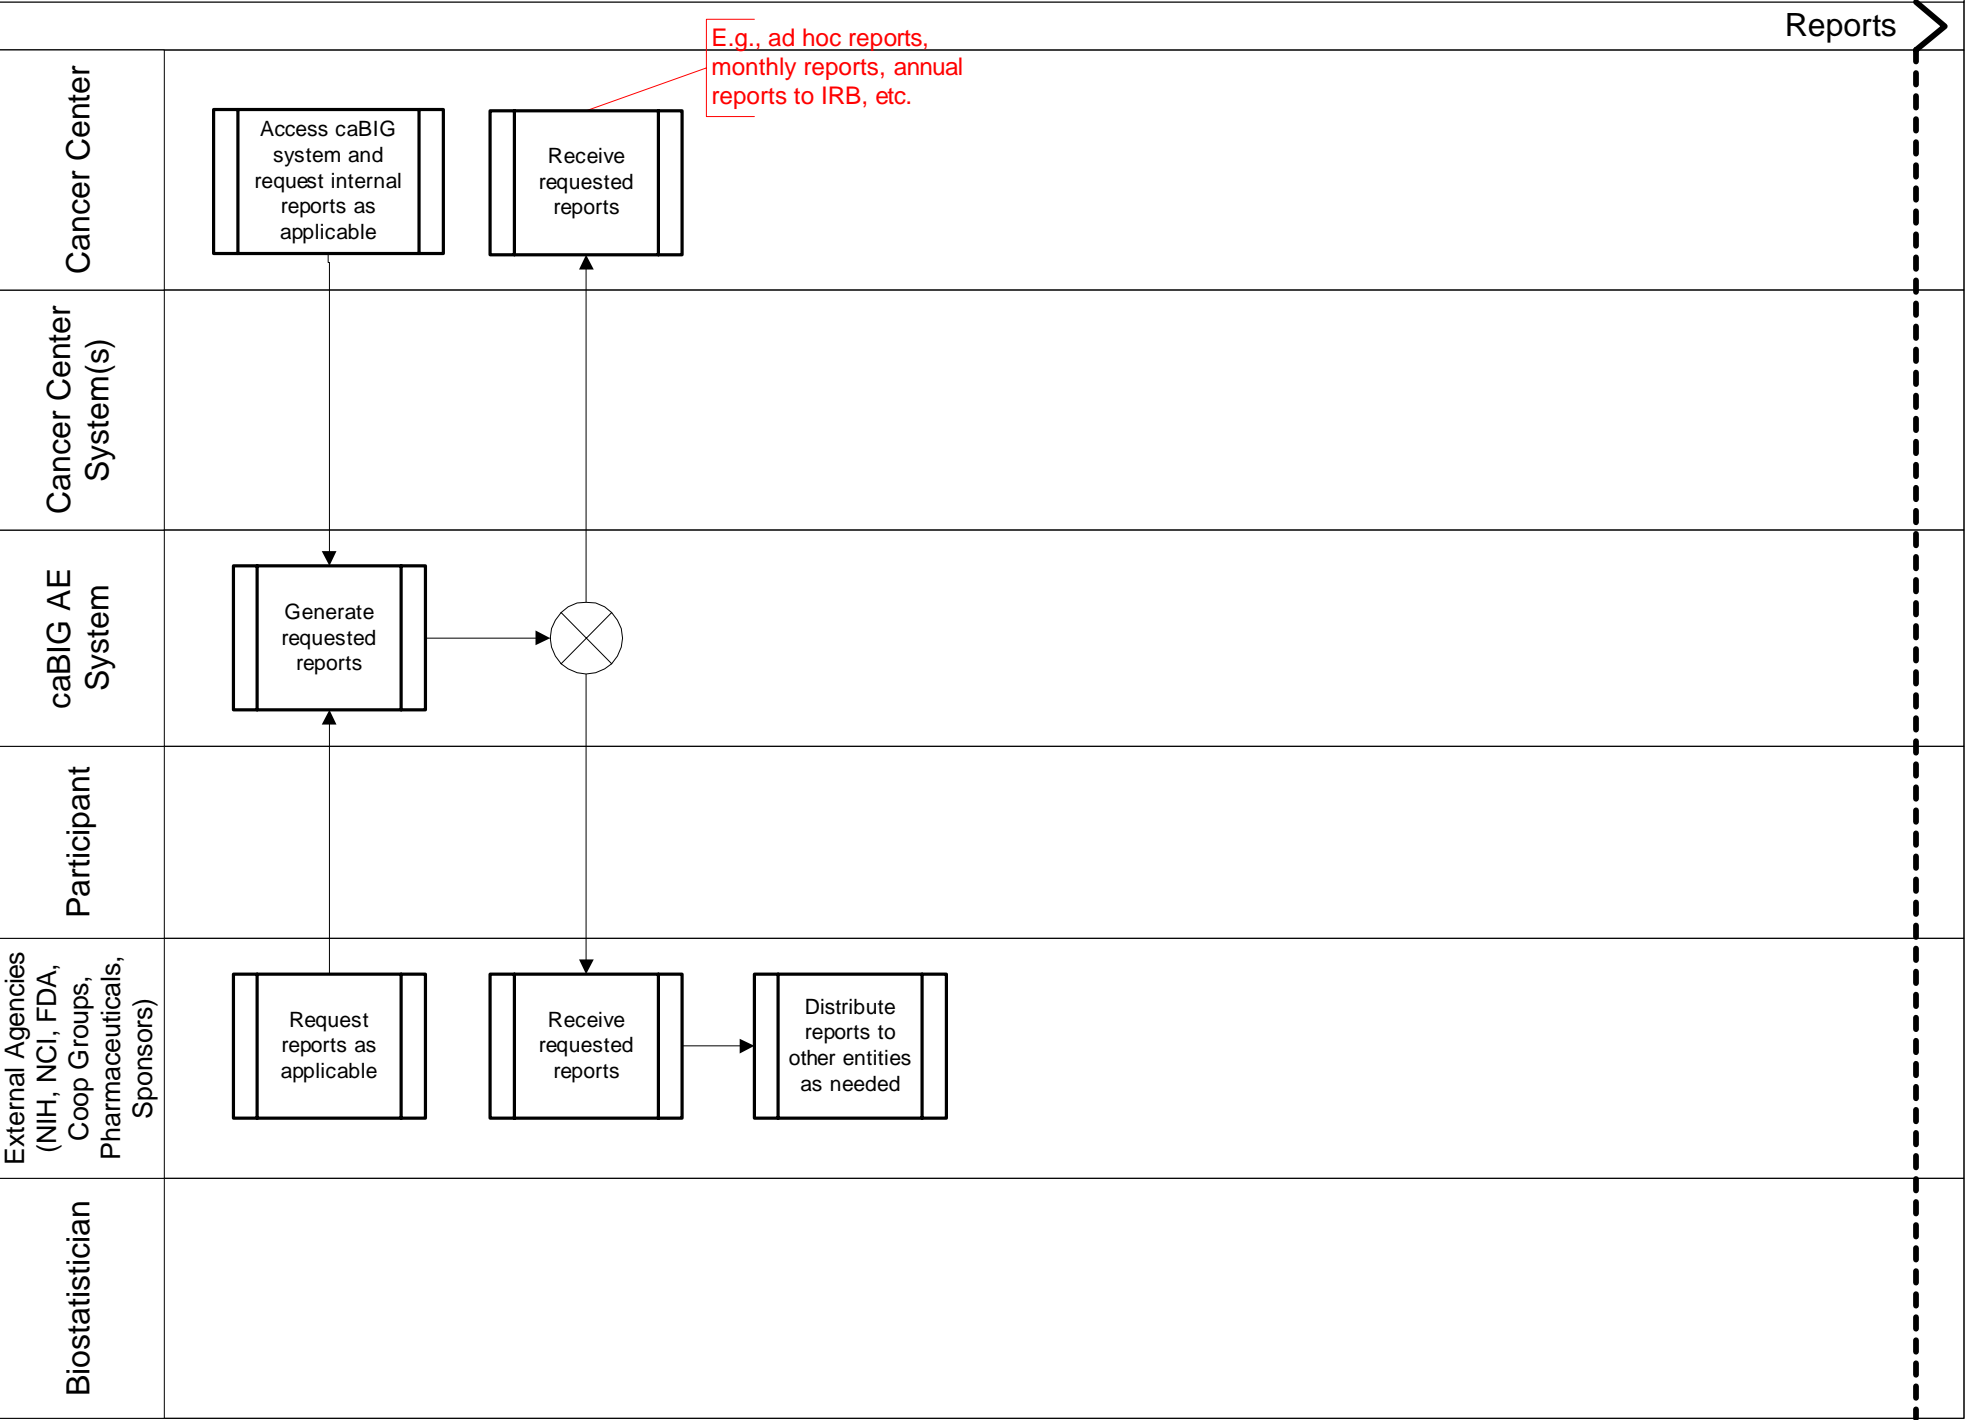 Reports
E.g., ad hoc reports,
monthly reports, annual
reports to IRB, etc.
Cancer Center
Access caBIG
system and
request internal
reports as
applicable
Receive
requested
reports
Cancer Center
System(s)
caBIG AE
System
Generate
requested
reports
Participant
External Agencies
(NIH, NCI, FDA,
Coop Groups,
Pharmaceuticals,
Sponsors)
Request
reports as
applicable
Receive
requested
reports
Distribute
reports to
other entities
as needed
Biostatistician